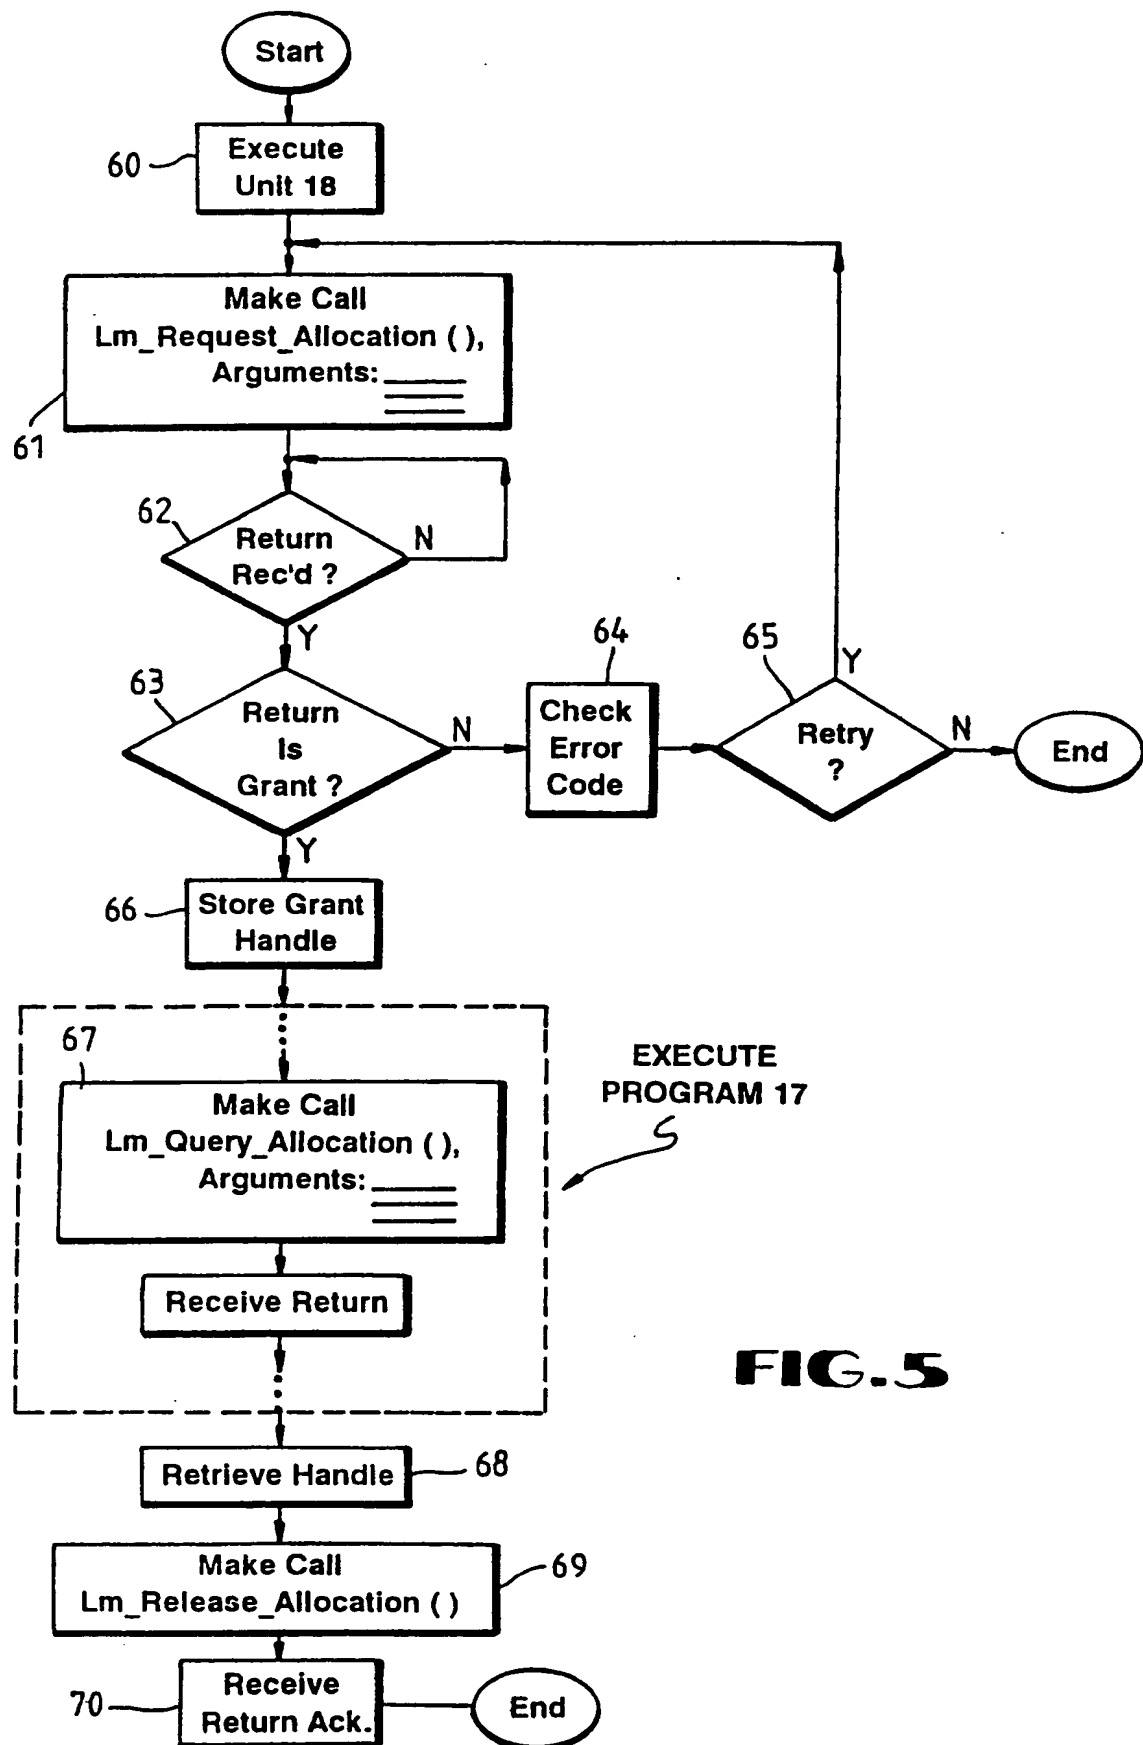 Start
60
Execute
Unit 18
Make Call
Lm_Request_Allocation ( ),
Arguments:
61
62
Return
Rec'd ?
N
Y
63
Return
Is
Grant ?
N
Y
64
Check
Error
Code
65
Retry
?
Y
N
End
66
Store Grant
Handle
67
Make Call
Lm_Query_Allocation ( ),
Arguments:
EXECUTE
PROGRAM 17
Receive Return
FIG.5
Retrieve Handle
68
Make Call
Lm_Release_Allocation ( )
69
70
Receive
Return Ack.
End